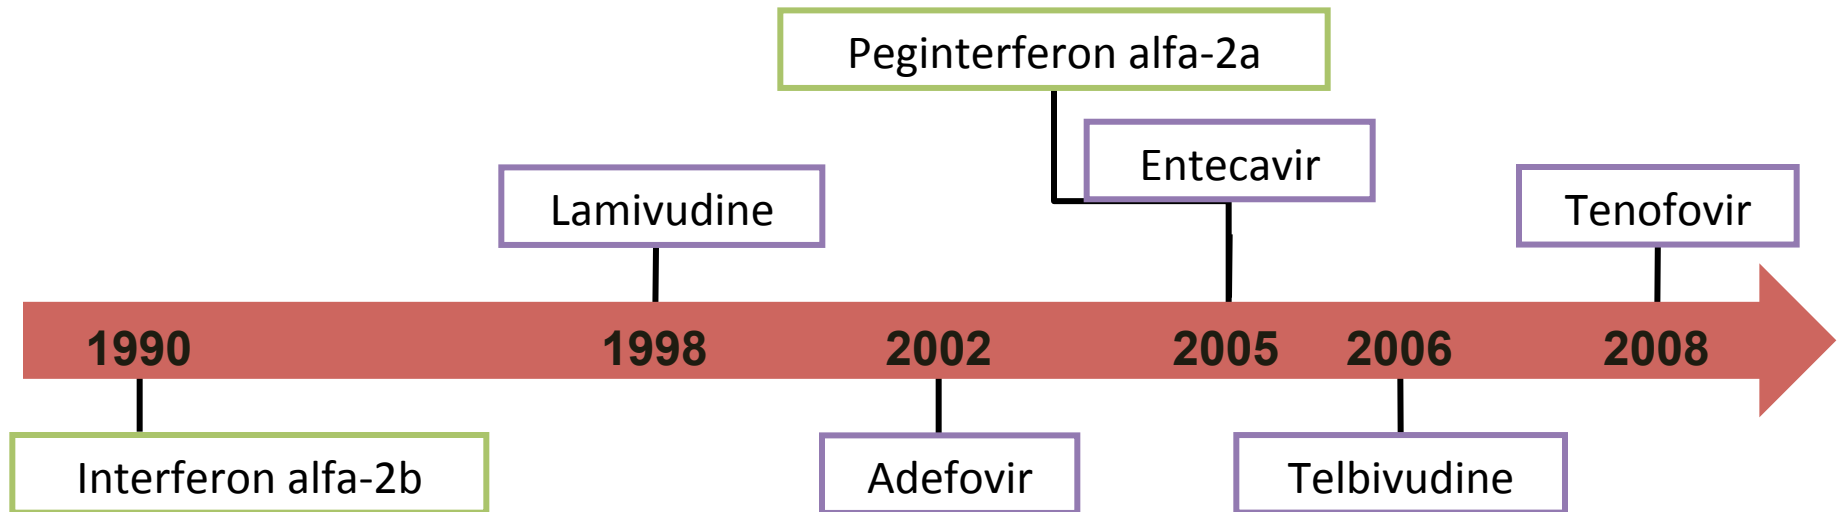 Peginterferon alfa-2a
Entecavir
Lamivudine
Tenofovir
1990 1998 2002 2005 2006 2008
Interferon alfa-2b
Adefovir
Telbivudine